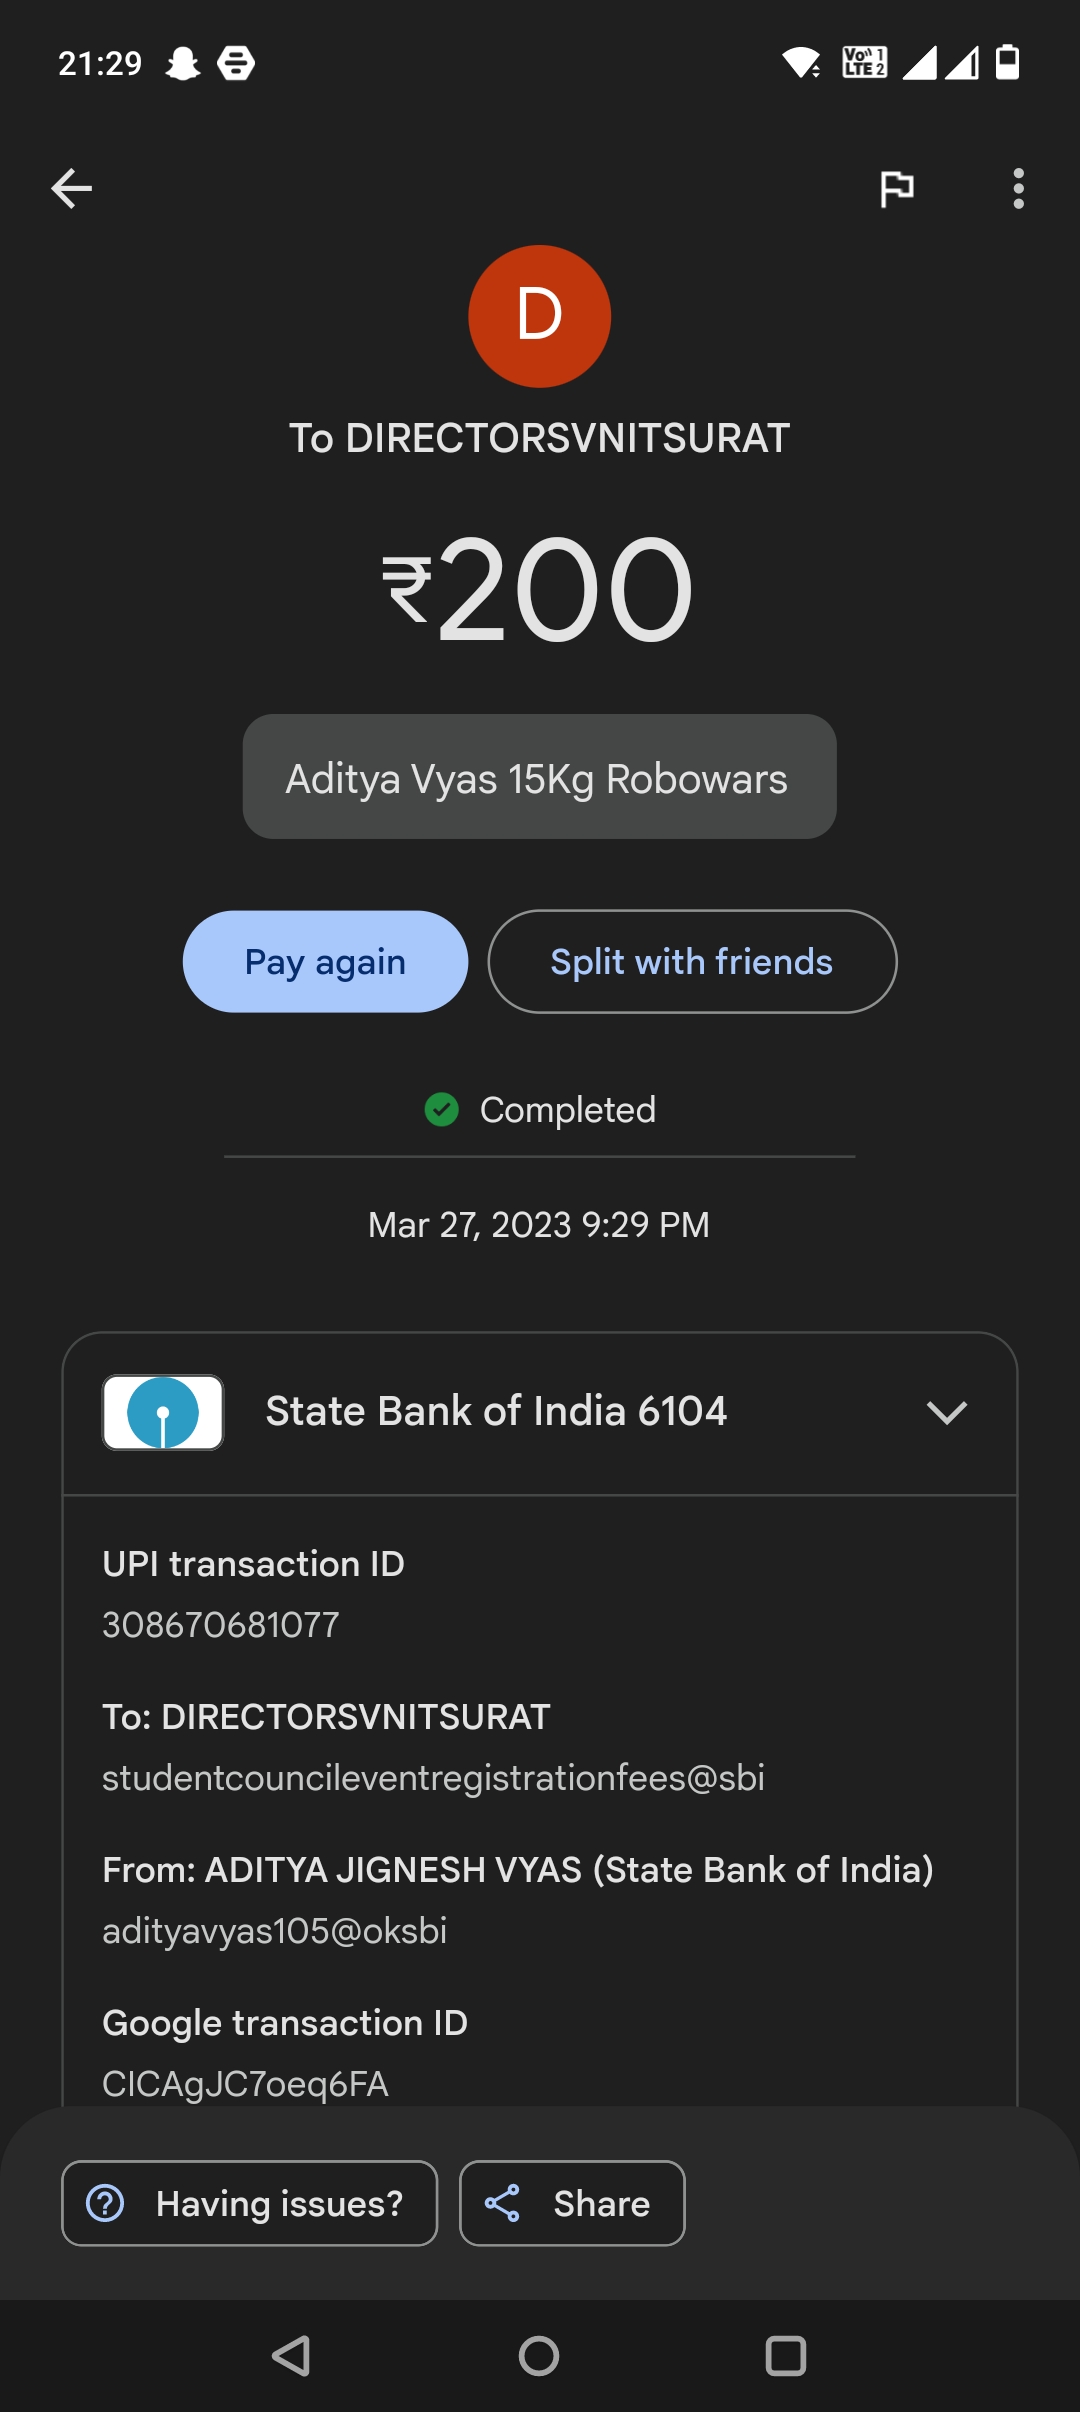 21:29
Vo)) 1
LTE 2
D
To DIRECTORSVNITSURAT
₹200
Aditya Vyas 15Kg Robowars
Pay again
Split with friends
Completed
Mar 27, 2023 9:29 PM
State Bank of India 6104
UPI transaction ID
308670681077
To: DIRECTORSVNITSURAT
studentcouncileventregistrationfees@sbi
From: ADITYA JIGNESH VYAS (State Bank of India)
adityavyas105@oksbi
Google transaction ID
CICAgJC7oeq6FA
Having issues?
Share